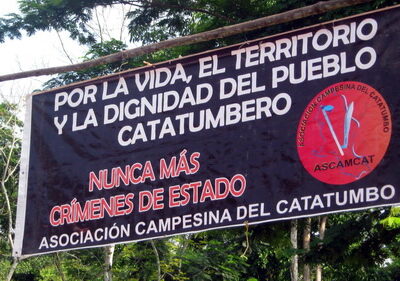 POR LA VIDA, EL TERRITORIO
Y LA DIGNIDAD DEL PUEBLO
CATATUMBERO
NUNCA MÁS
CRÍMENES DE ESTADO
ASOCIACIÓN CAMPESINA DEL CATATUMBO
ASOCIACIÓN CAMPESINA DEL CATATUMBO
ASCAMCAT